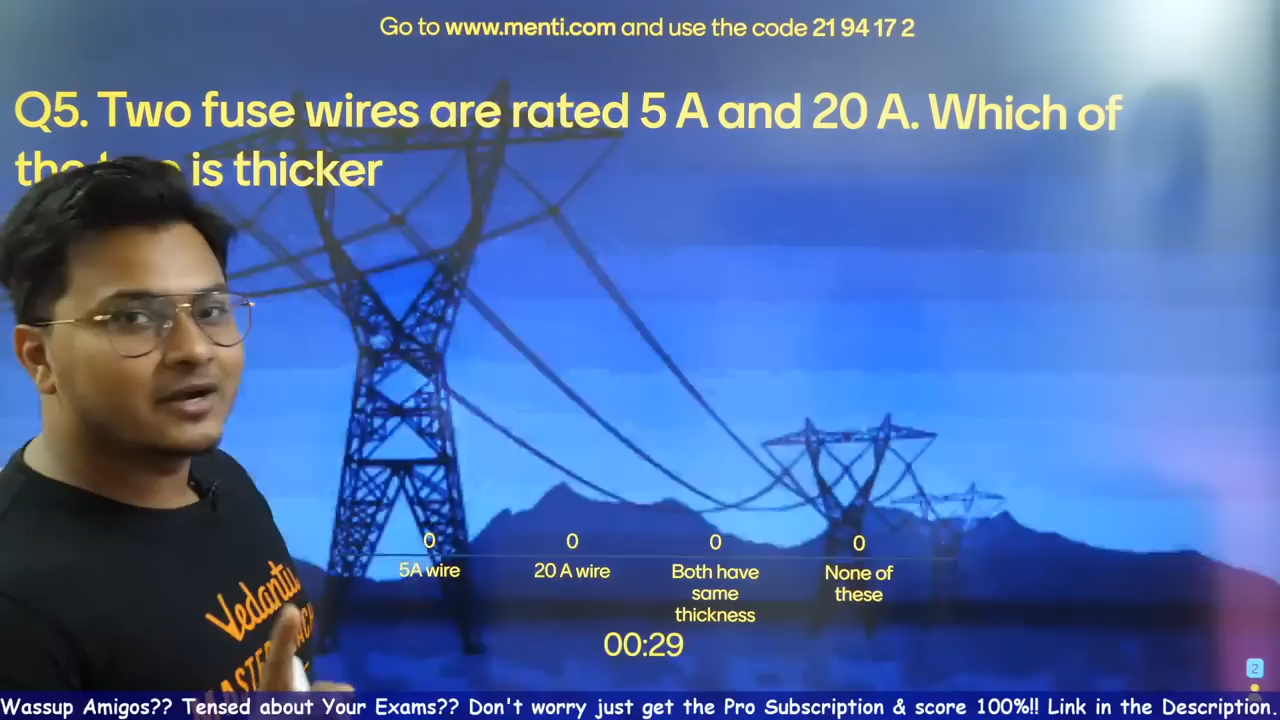 Go to www.menti.com and use the code 21 94 17 2
Q5. Two fuse wires are rated 5 A and 20 A. Which of
the is thicker
0
0
0
0
5A wire
20 A wire
Both have
same
thickness
None of
these
00:29
Vedantu
2
Wassup Amigos?? Tensed about Your Exams?? Don't worry just get the Pro Subscription & score 100%!! Link in the Description.